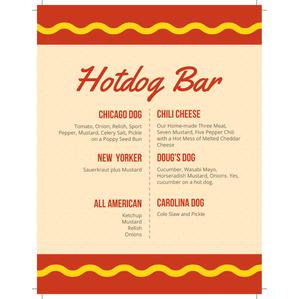 Hotdog Bar
CHICAGO DOG
Tomato, Onion, Relish, Sport
Pepper, Mustard, Celery Salt, Pickle
on a Poppy Seed Bun
NEW YORKER
Sauerkraut plus Mustard
ALL AMERICAN
Ketchup
Mustard
Relish
Onions
CHILI CHEESE
Our Home-made Three Meat,
Seven Mustard, Five Pepper Chili
with a Hot Mess of Melted Cheddar
Cheese
DOUG'S DOG
Cucumber, Wasabi Mayo,
Horseradish Mustard, Onions. Yes,
cucumber on a hot dog.
CAROLINA DOG
Cole Slaw and Pickle